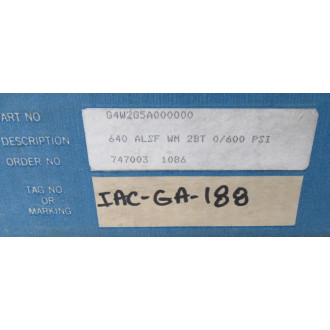 ART NO G4W2G5A000000
DESCRIPTION 640 ALSF WM 2BT 0/600 PSI
ORDER NO 747003 1086
TAG NO.
OR
MARKING
IAC-GA-188